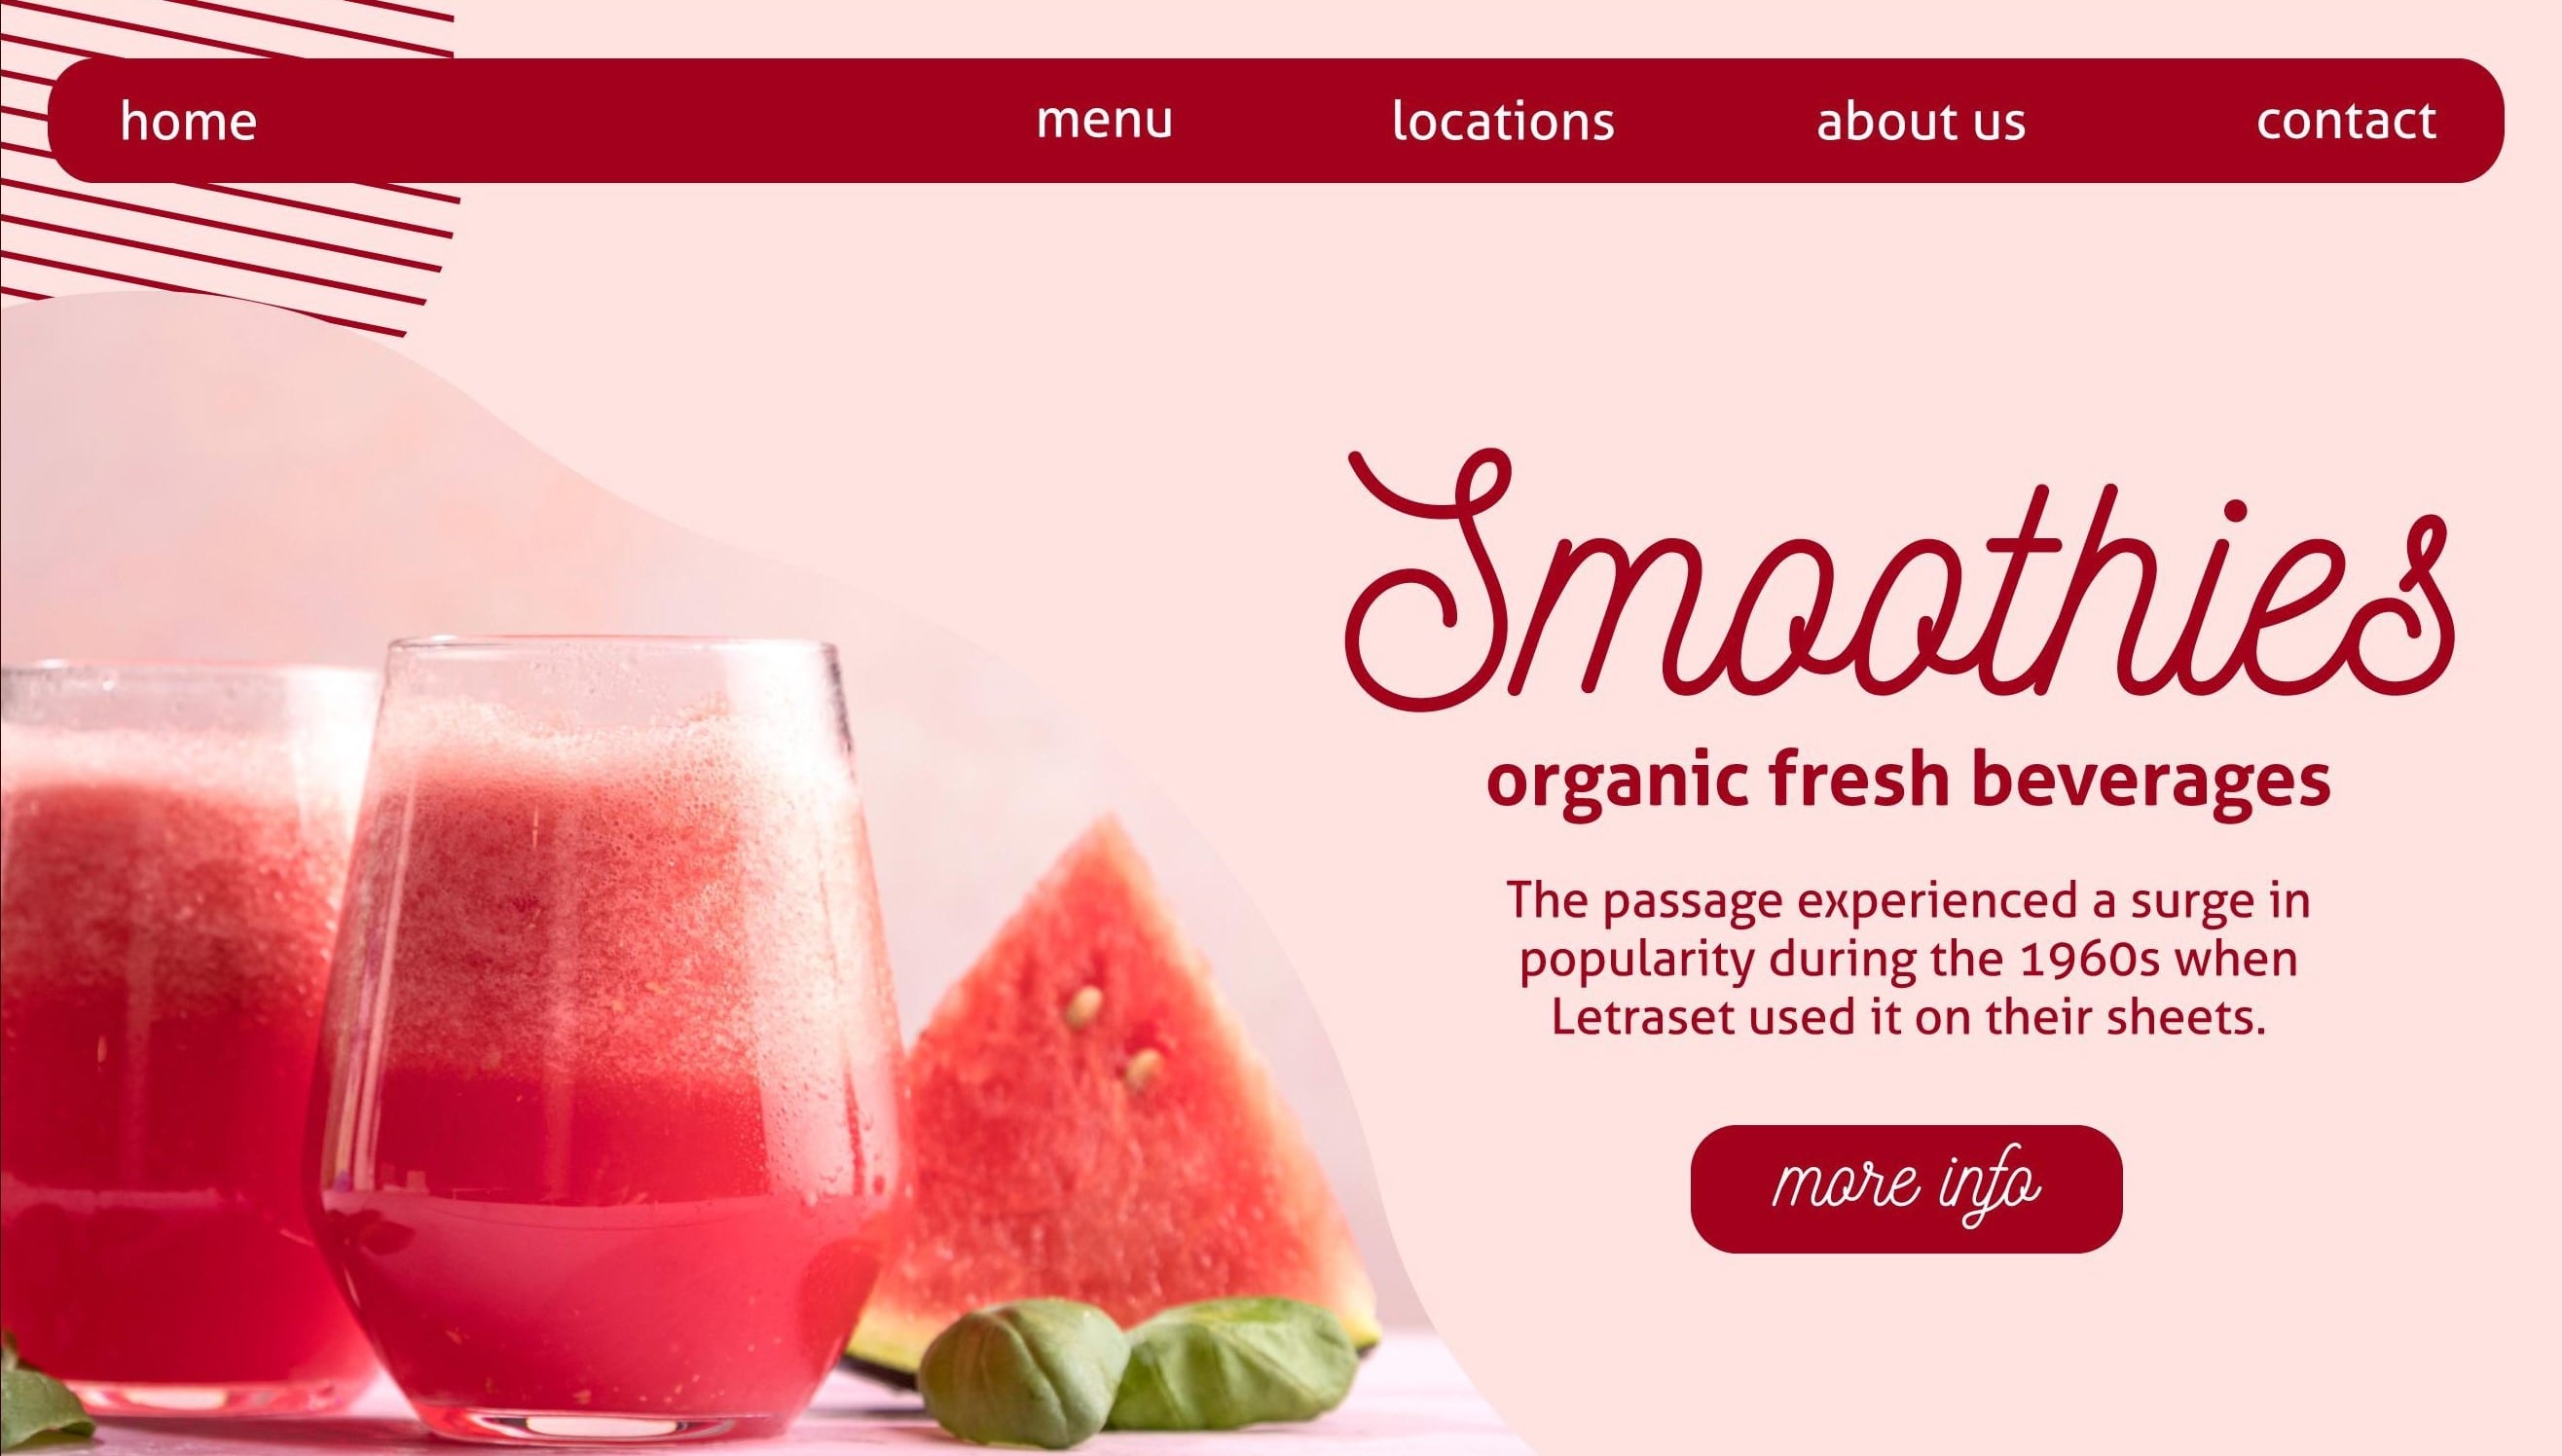 home menu locations about us contact
Smoothies
organic fresh beverages
The passage experienced a surge in
popularity during the 1960s when
Letraset used it on their sheets.
more info